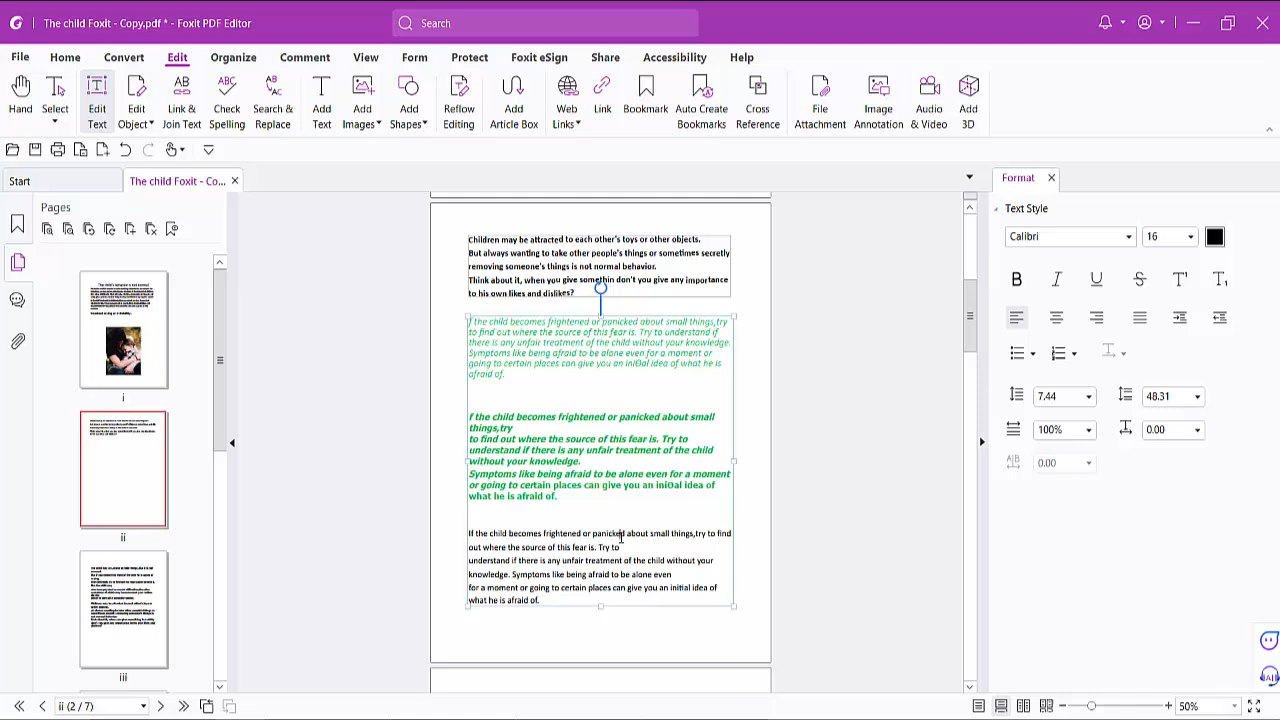 The child Foxit - Copy.pdf * - Foxit PDF Editor
Search
File Home Convert Edit Organize Comment View Form Protect Foxit eSign Share Accessibility Help
Hand
Select
Edit Text
Edit Object
Link & Join Text
Check Spelling
Search & Replace
Add Text
Add Images
Add Shapes
Reflow Editing
Add Article Box
Web Links
Link
Bookmark
Auto Create Bookmarks
Cross Reference
File Attachment
Image Annotation
Audio & Video
Add 3D
Start
The child Foxit - Co...
Pages
i
ii
iii
Children may be attracted to each other's toys or other objects.
But always wanting to take other people's things or sometimes secretly
removing someone's things is not normal behavior.
Think about it, when you give somethin don't you give any importance
to his own likes and dislikes?
f the child becomes frightened or panicked about small things,try
to find out where the source of this fear is. Try to understand if
there is any unfair treatment of the child without your knowledge.
Symptoms like being afraid to be alone even for a moment or
going to certain places can give you an iniƟal idea of what he is
afraid of.
f the child becomes frightened or panicked about small
things,try
to find out where the source of this fear is. Try to
understand if there is any unfair treatment of the child
without your knowledge.
Symptoms like being afraid to be alone even for a moment
or going to certain places can give you an iniƟal idea of
what he is afraid of.
If the child becomes frightened or panicked about small things,try to find
out where the source of this fear is. Try to
understand if there is any unfair treatment of the child without your
knowledge. Symptoms like being afraid to be alone even
for a moment or going to certain places can give you an initial idea of
what he is afraid of.
Format
Text Style
Calibri 16
7.44 48.31
100% 0.00
0.00
ii (2 / 7)
50%